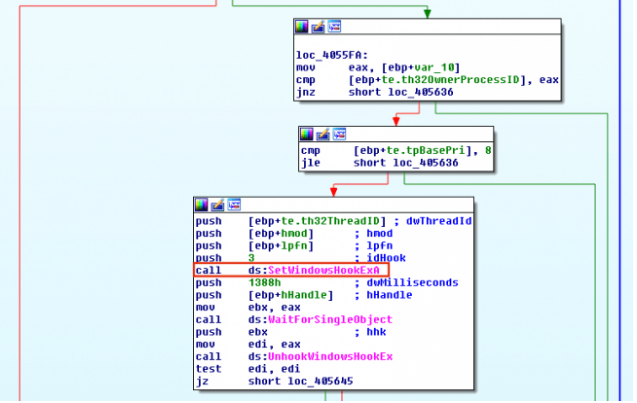 loc_4055FA:
mov eax, [ebp+var_10]
cmp [ebp+te.th32OwnerProcessID], eax
jnz short loc_405636
cmp [ebp+te.tpBasePri], 8
jle short loc_405636
push [ebp+te.th32ThreadID] ; dwThreadId
push [ebp+hmod] ; hmod
push [ebp+lpfn] ; lpfn
push 3 ; idHook
call ds:SetWindowsHookExA
push 1388h ; dwMilliseconds
push [ebp+hHandle] ; hHandle
mov ebx, eax
call ds:WaitForSingleObject
push ebx ; hhk
mov edi, eax
call ds:UnhookWindowsHookEx
test edi, edi
jz short loc_405645